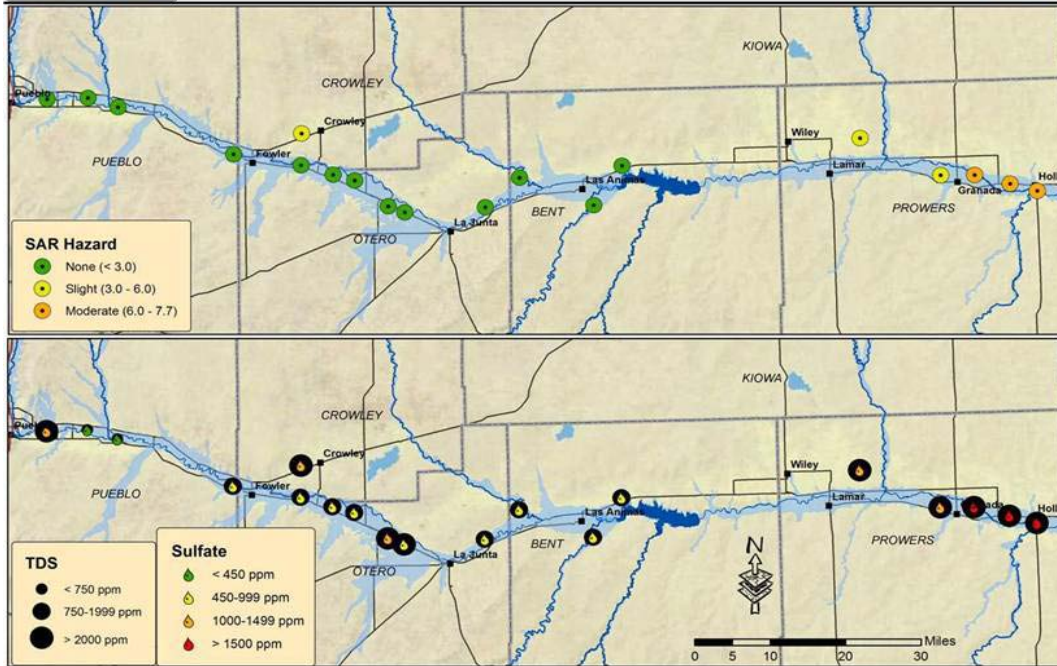 KIOWA
CROWLEY
Pueblo
Crowley
Wiley
PUEBLO
Fowler
Lamar
Las Animas
Granada
Holl
BENT
PROWERS
La Junta
OTERO
SAR Hazard
None (< 3.0)
Slight (3.0 - 6.0)
Moderate (6.0 - 7.7)
KIOWA
CROWLEY
Crowley
Wiley
PUEBLO
Fowler
Lamar
Las Animas
Holl
BENT
PROWERS
La Junta
OTERO
N
TDS
< 750 ppm
750-1999 ppm
> 2000 ppm
Sulfate
< 450 ppm
450-999 ppm
1000-1499 ppm
> 1500 ppm
Miles
0 5 10 20 30